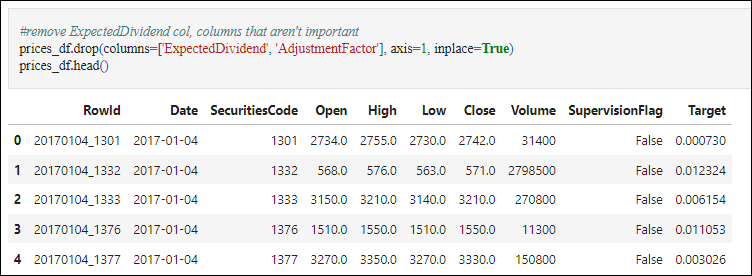 #remove ExpectedDividend col, columns that aren't important
prices_df.drop(columns=['ExpectedDividend', 'AdjustmentFactor'], axis=1, inplace=True)
prices_df.head()
RowId Date SecuritiesCode Open High Low Close Volume SupervisionFlag Target
0 20170104_1301 2017-01-04 1301 2734.0 2755.0 2730.0 2742.0 31400 False 0.000730
1 20170104_1332 2017-01-04 1332 568.0 576.0 563.0 571.0 2798500 False 0.012324
2 20170104_1333 2017-01-04 1333 3150.0 3210.0 3140.0 3210.0 270800 False 0.006154
3 20170104_1376 2017-01-04 1376 1510.0 1550.0 1510.0 1550.0 11300 False 0.011053
4 20170104_1377 2017-01-04 1377 3270.0 3350.0 3270.0 3330.0 150800 False 0.003026